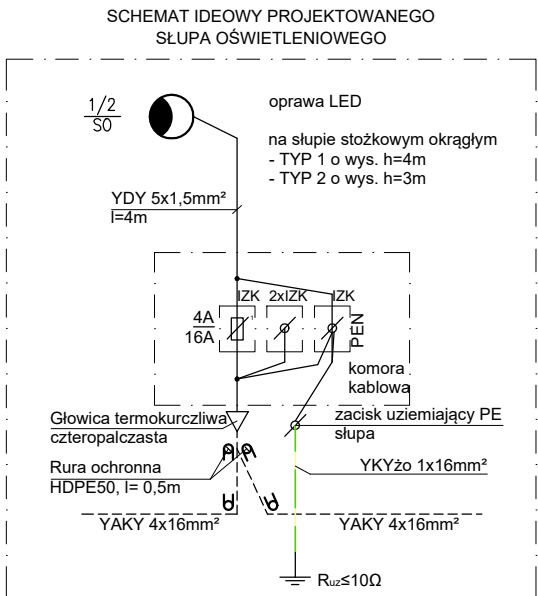 SCHEMAT IDEOWY PROJEKTOWANEGO
SŁUPA OŚWIETLENIOWEGO
1/2
SO
oprawa LED
na słupie stożkowym okrągłym
- TYP 1 o wys. h=4m
- TYP 2 o wys. h=3m
YDY 5x1,5mm²
l=4m
IZK 2xIZK IZK
4A
16A
PEN
komora
kablowa
Głowica termokurczliwa
czteropalczasta
zacisk uziemiający PE
słupa
Rura ochronna
HDPE50, l= 0,5m
YKYżo 1x16mm²
YAKY 4x16mm²
YAKY 4x16mm²
Ruz≤10Ω